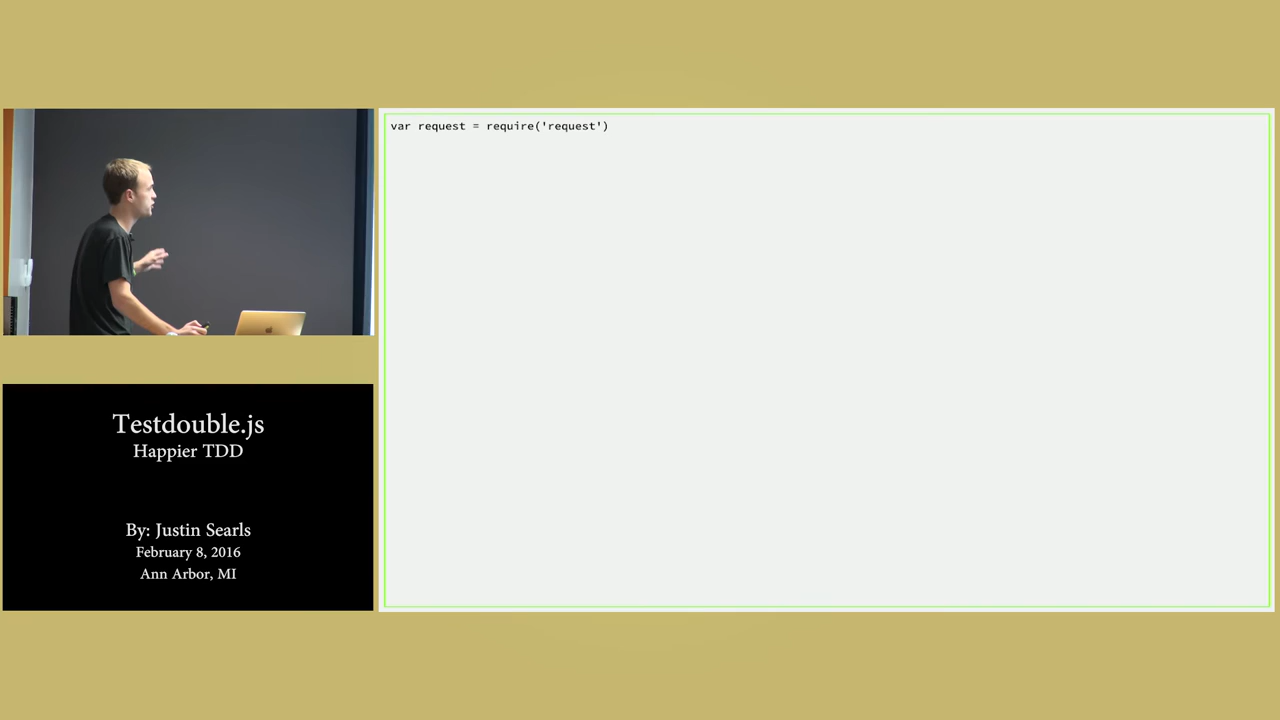 var request = require('request')
Testdouble.js
Happier TDD
By: Justin Searls
February 8, 2016
Ann Arbor, MI